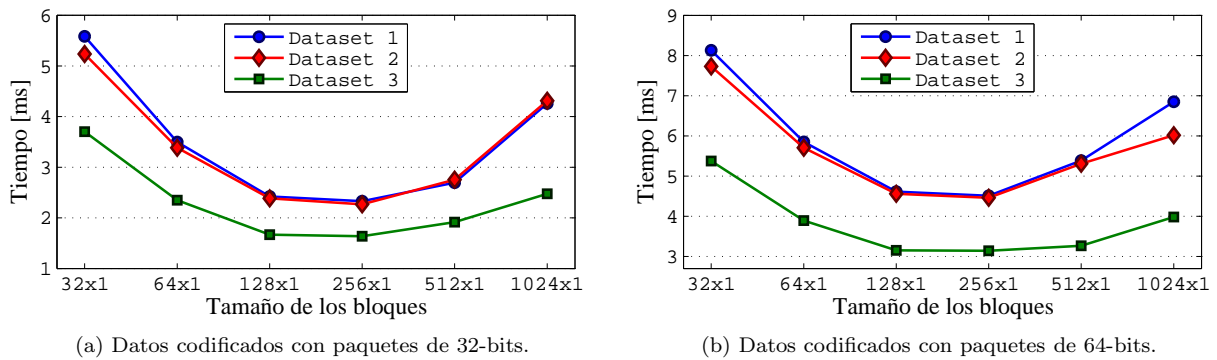 6
5
4
3
2
1
Tiempo [ms]
Dataset 1
Dataset 2
Dataset 3
32x1 64x1 128x1 256x1 512x1 1024x1
Tamaño de los bloques
(a) Datos codificados con paquetes de 32-bits.
9
8
7
6
5
4
3
Tiempo [ms]
Dataset 1
Dataset 2
Dataset 3
32x1 64x1 128x1 256x1 512x1 1024x1
Tamaño de los bloques
(b) Datos codificados con paquetes de 64-bits.